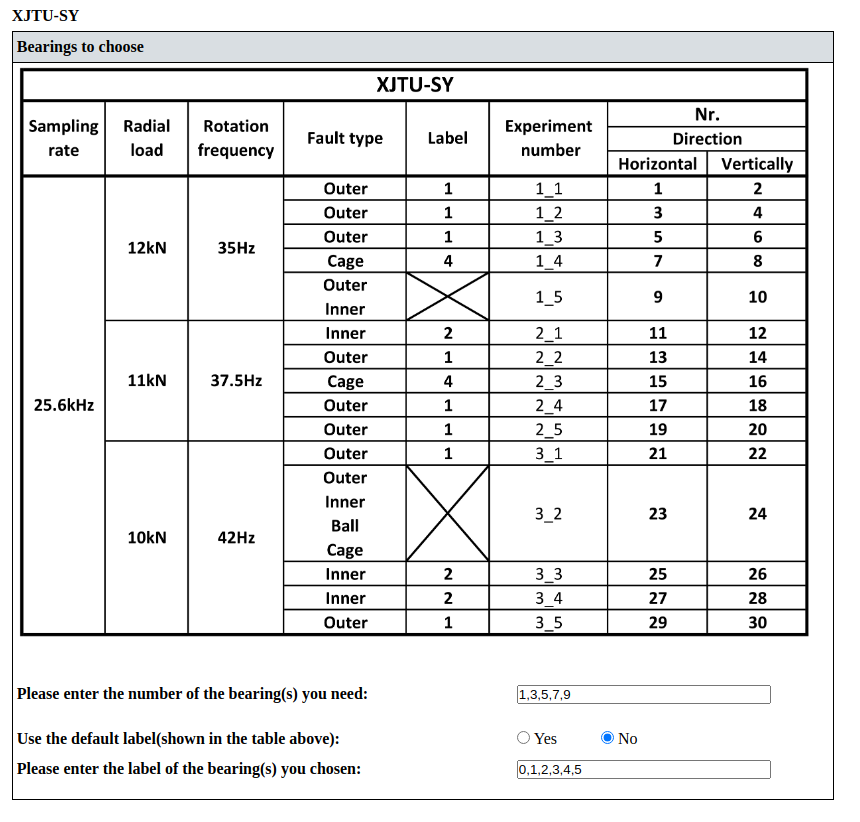 XJTU-SY
Bearings to choose
XJTU-SY
Sampling rate Radial load Rotation frequency Fault type Label Experiment number Nr.
Direction
Horizontal Vertically
25.6kHz
12kN 35Hz
Outer 1 1_1 1 2
Outer 1 1_2 3 4
Outer 1 1_3 5 6
Cage 4 1_4 7 8
Outer
Inner
1_5 9 10
11kN 37.5Hz
Inner 2 2_1 11 12
Outer 1 2_2 13 14
Cage 4 2_3 15 16
Outer 1 2_4 17 18
Outer 1 2_5 19 20
10kN 42Hz
Outer 1 3_1 21 22
Outer
Inner
Ball
Cage
3_2 23 24
Inner 2 3_3 25 26
Inner 2 3_4 27 28
Outer 1 3_5 29 30
Please enter the number of the bearing(s) you need: 1,3,5,7,9
Use the default label(shown in the table above): Yes No
Please enter the label of the bearing(s) you chosen: 0,1,2,3,4,5